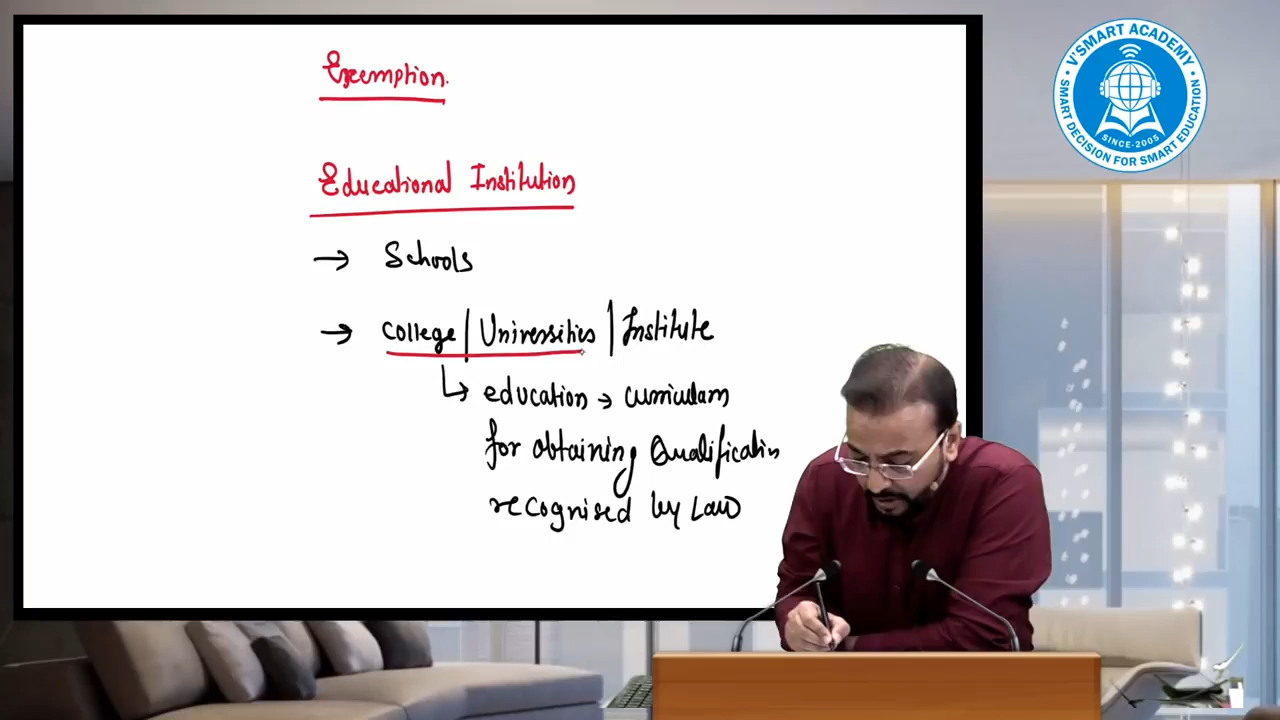 Exemption.
Educational Institution
→ Schools
→ College | Universities | Institute
↳ education → curriculam
for obtaining Qualification
recognised by Law
V'SMART ACADEMY
SINCE-2005
SMART DECISION FOR SMART EDUCATION